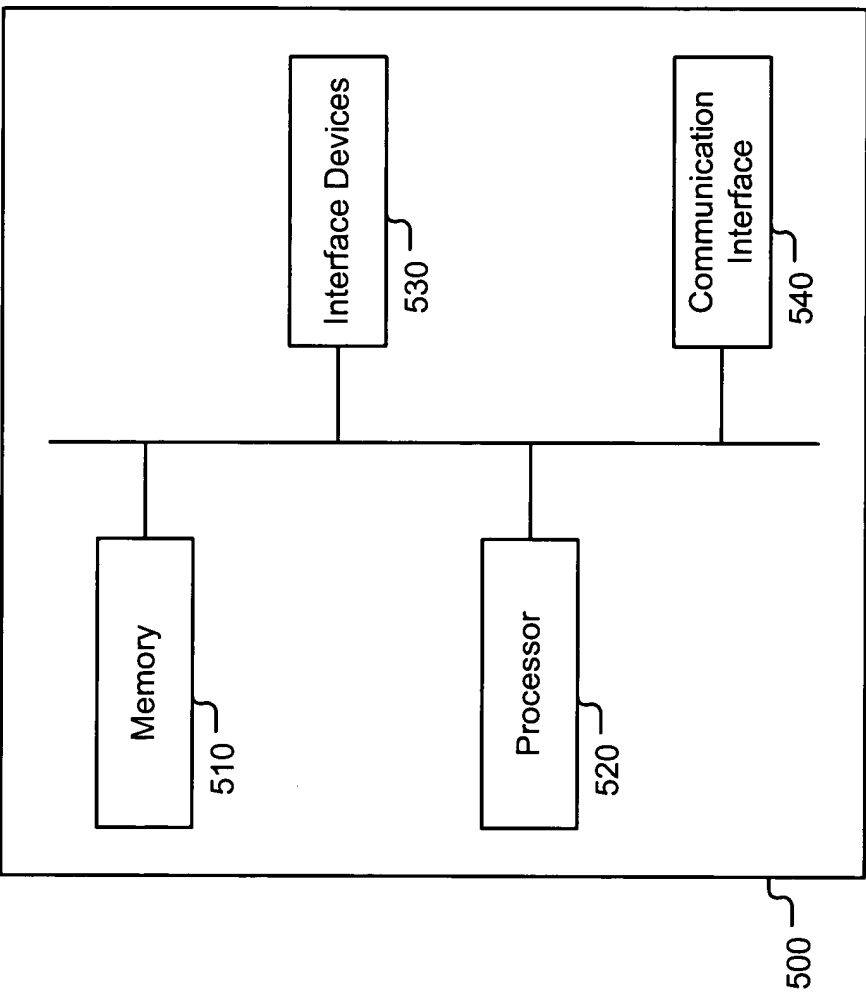 Memory
510
Interface Devices
530
Processor
520
Communication
Interface
540
500